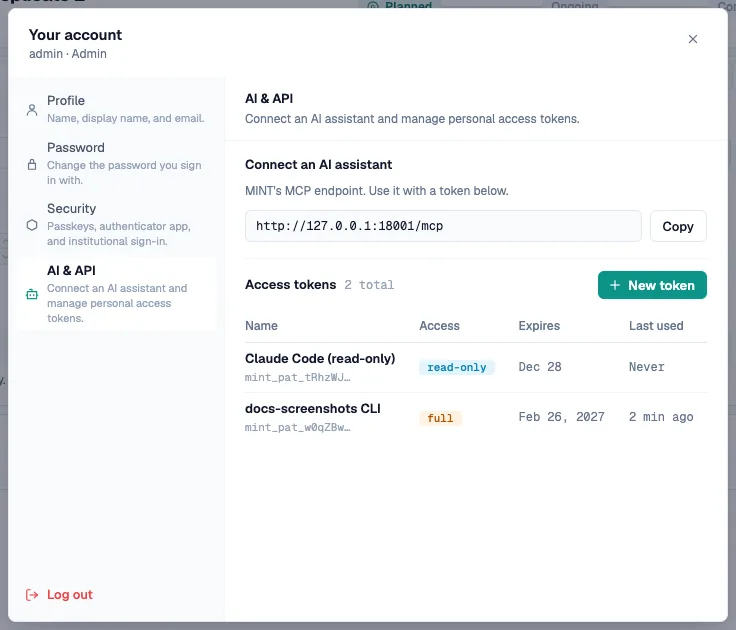 Planned
Ongoing
Your account
admin · Admin
Profile
Name, display name, and email.
Password
Change the password you sign
in with.
Security
Passkeys, authenticator app,
and institutional sign-in.
AI & API
Connect an AI assistant and
manage personal access
tokens.
Log out
AI & API
Connect an AI assistant and manage personal access tokens.
Connect an AI assistant
MINT's MCP endpoint. Use it with a token below.
http://127.0.0.1:18001/mcp
Copy
Access tokens 2 total
+ New token
Name Access Expires Last used
Claude Code (read-only)
mint_pat_tRhzWJ…
read-only Dec 28 Never
docs-screenshots CLI
mint_pat_w0qZBw…
full Feb 26, 2027 2 min ago